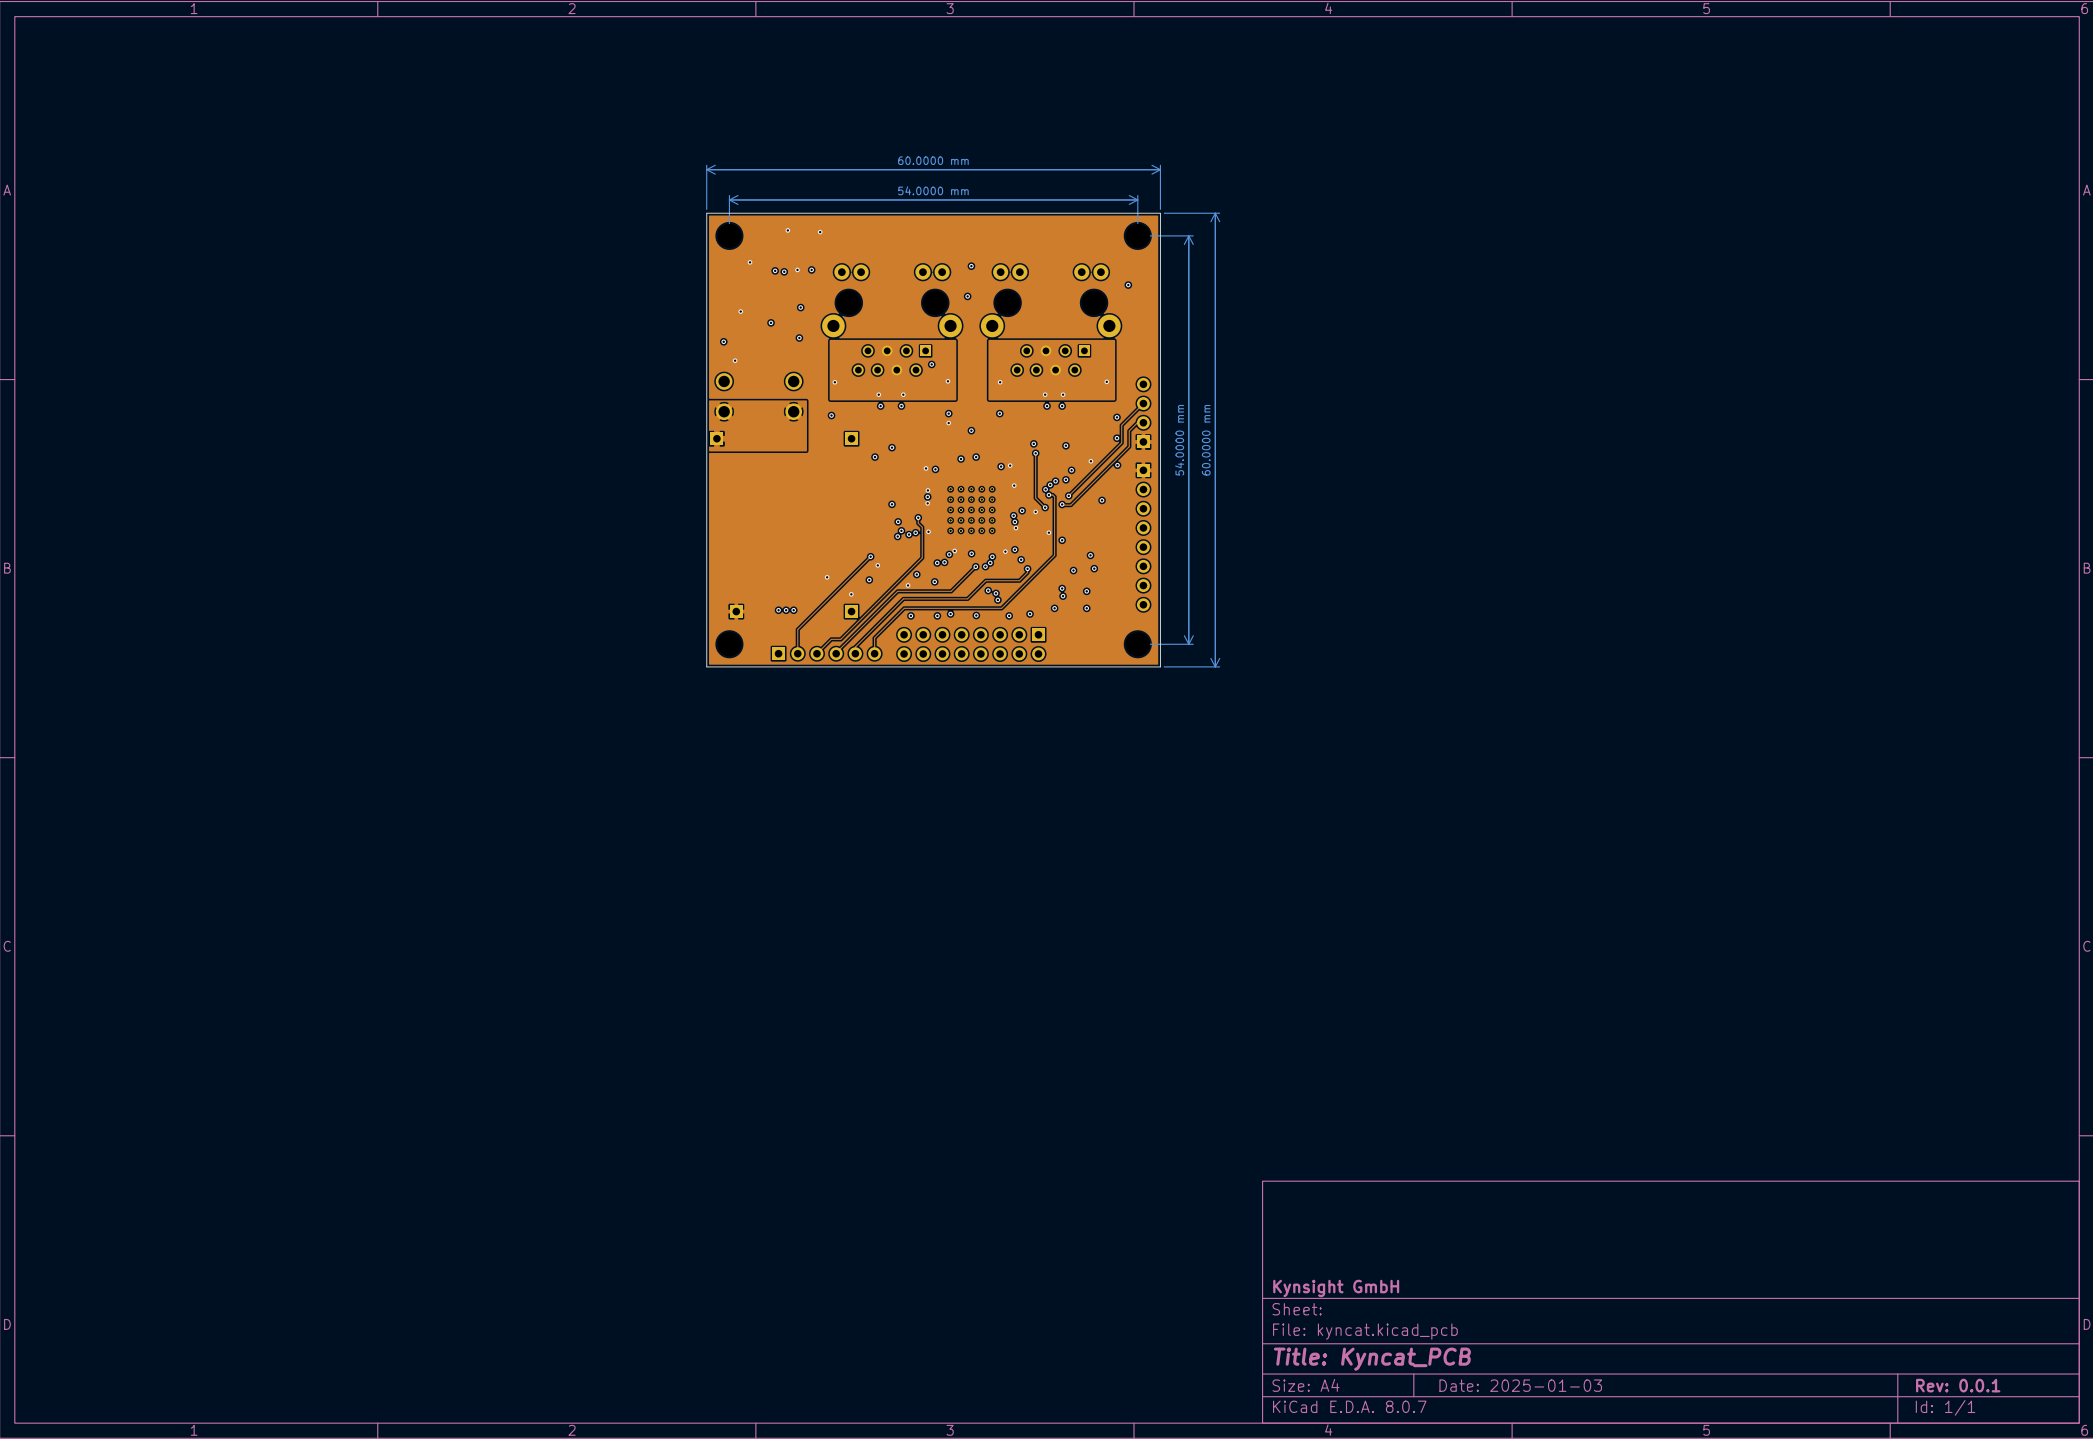 1 2 3 4 5 6
60.0000 mm
54.0000 mm
A A
54.0000 mm
60.0000 mm
B B
C C
Kynsight GmbH
Sheet:
D D
File: kyncat.kicad_pcb
Title: Kyncat_PCB
Size: A4 Date: 2025-01-03 Rev: 0.0.1
KiCad E.D.A. 8.0.7 Id: 1/1
1 2 3 4 5 6